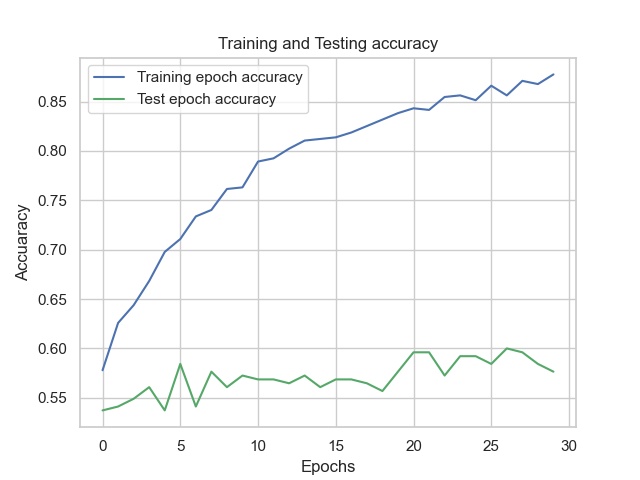 Training and Testing accuracy
Training epoch accuracy
Test epoch accuracy
0.85
0.80
0.75
0.70
0.65
0.60
0.55
Accuaracy
0 5 10 15 20 25 30
Epochs